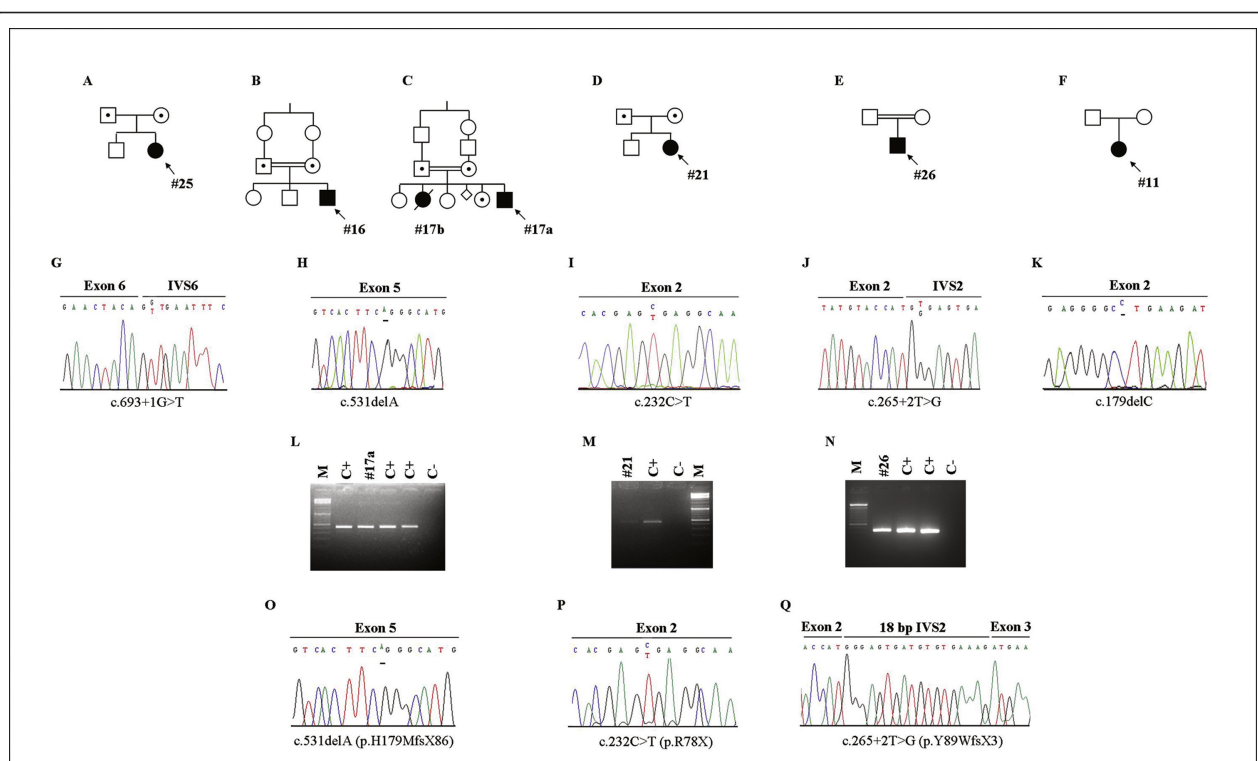 A B C D E F
#25 #21 #26 #11
#16 #17b #17a
G H I J K
Exon 6 IVS6 Exon 5 Exon 2 Exon 2 IVS2 Exon 2
G A A C T A C A G G T G A A T T T C
T
G T C A C T T C A G G G C A T G
-
C A C G A G C G A G G C A A
T
T A T G T A C C A T G T G A G T G A
G
G A G G G G C C T G A A G A T
-
c.693+1G>T c.531delA c.232C>T c.265+2T>G c.179delC
L M N
M C+ #17a C+ C+ C-
#21 C+ C- M
M #26 C+ C+ C-
O P Q
Exon 5 Exon 2 Exon 2 18 bp IVS2 Exon 3
G T C A C T T C A G G G C A T G
-
C A C G A G C G A G G C A A
T
A C C A T G G G A G T G A T G T G T G A A A G A T G A A
c.531delA (p.H179MfsX86) c.232C>T (p.R78X) c.265+2T>G (p.Y89WfsX3)